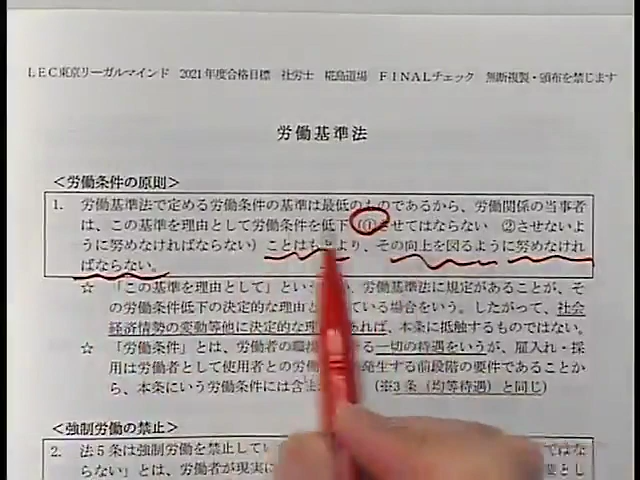 LEC東京リーガルマインド 2021年度合格目標 社労士 椛島道場 FINALチェック 無断複製・頒布を禁じます
労働基準法
<労働条件の原則>
1. 労働基準法で定める労働条件の基準は最低のものであるから、労働関係の当事者
は、この基準を理由として労働条件を低下(①させてはならない ②させないよ
うに努めなければならない)ことはもとより、その向上を図るように努めなけれ
ばならない。
☆ 「この基準を理由として」とい 、労働基準法に規定があることが、そ
の労働条件低下の決定的な理由と ている場合をいう。したがって、社会
経済情勢の変動等他に決定的な理 あれば、本条に抵触するものではない。
☆ 「労働条件」とは、労働者の職 る一切の待遇をいうが、雇入れ・採
用は労働者として使用者との労働 発生する前段階の要件であることか
ら、本条にいう労働条件には含 (※3条(均等待遇)と同じ)
<強制労働の禁止>
2. 法5条は強制労働を禁止してい ではな
らない」とは、労働者が現実に とし